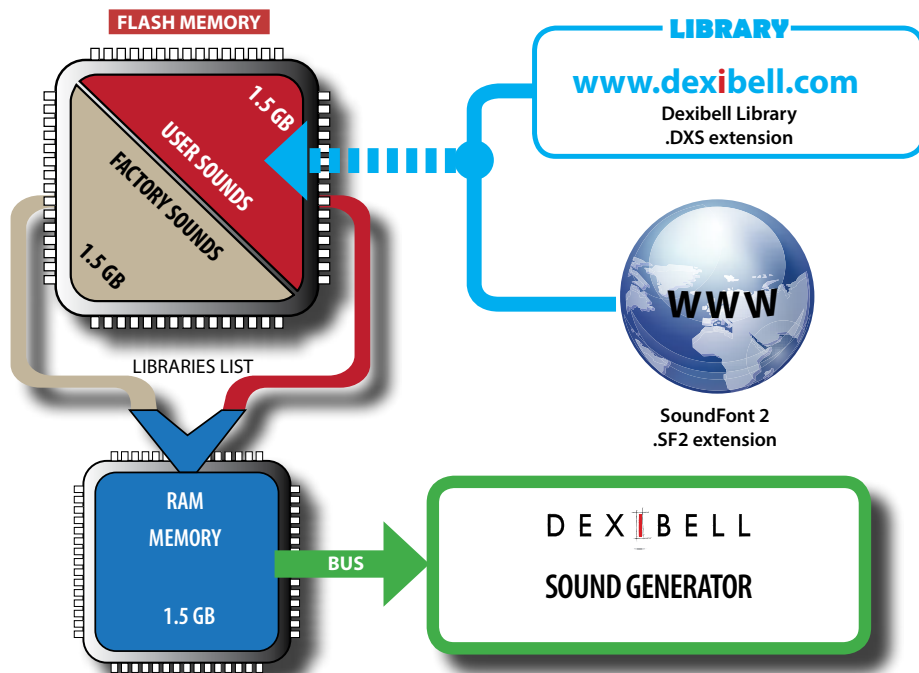 FLASH MEMORY
1.5 GB
USER SOUNDS
FACTORY SOUNDS
1.5 GB
LIBRARY
www.dexibell.com
Dexibell Library
.DXS extension
WWW
SoundFont 2
.SF2 extension
LIBRARIES LIST
RAM
MEMORY
1.5 GB
BUS
DEXIBELL
SOUND GENERATOR